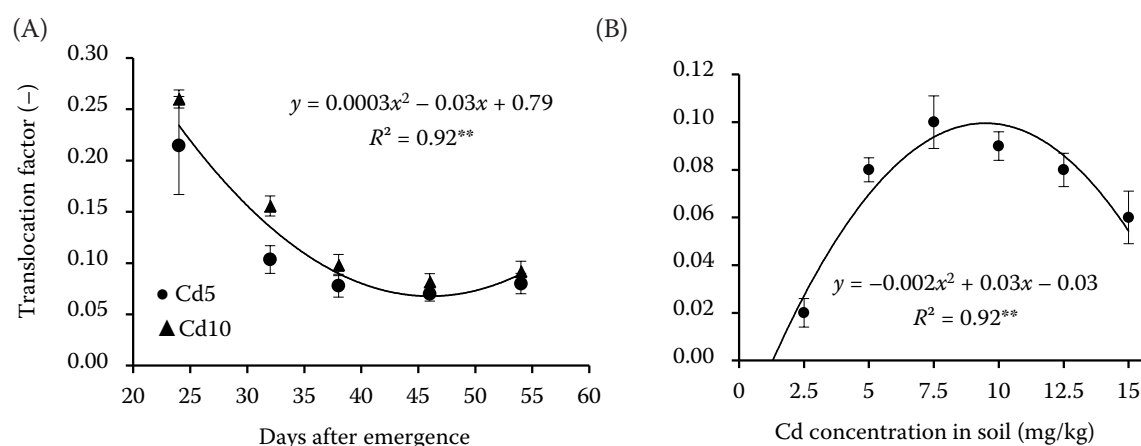 (A)
0.30
0.25
0.20
0.15
0.10
0.05
0.00
Translocation factor (−)
y = 0.0003x² − 0.03x + 0.79
R² = 0.92**
Cd5
Cd10
20 25 30 35 40 45 50 55 60
Days after emergence
(B)
0.12
0.10
0.08
0.06
0.04
0.02
0.00
y = −0.002x² + 0.03x − 0.03
R² = 0.92**
0 2.5 5 7.5 10 12.5 15
Cd concentration in soil (mg/kg)